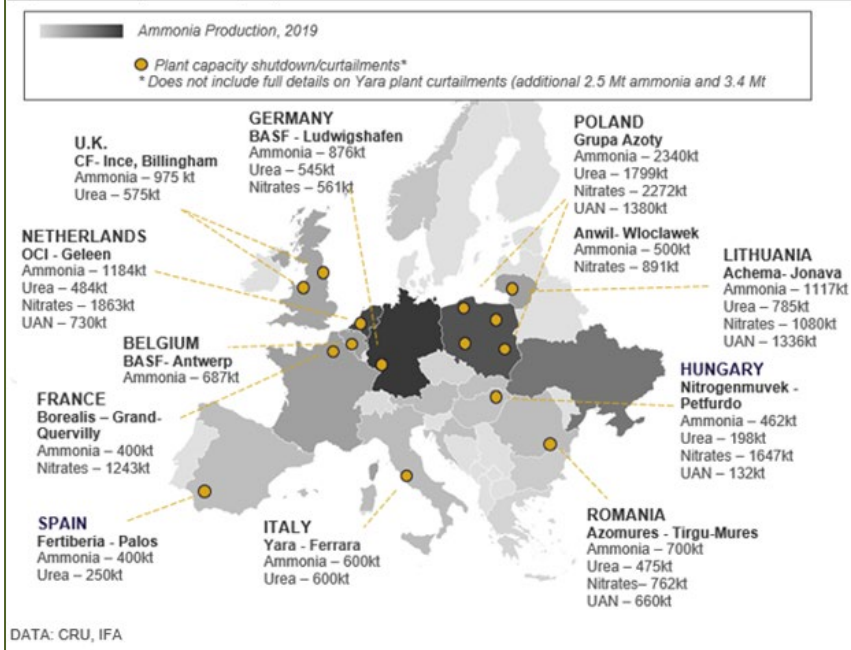 Ammonia Production, 2019
Plant capacity shutdown/curtailments*
* Does not include full details on Yara plant curtailments (additional 2.5 Mt ammonia and 3.4 Mt
U.K.
CF- Ince, Billingham
Ammonia – 975 kt
Urea – 575kt
GERMANY
BASF - Ludwigshafen
Ammonia – 876kt
Urea – 545kt
Nitrates – 561kt
POLAND
Grupa Azoty
Ammonia – 2340kt
Urea – 1799kt
Nitrates – 2272kt
UAN – 1380kt
Anwil- Wloclawek
Ammonia – 500kt
Nitrates – 891kt
NETHERLANDS
OCI - Geleen
Ammonia – 1184kt
Urea – 484kt
Nitrates – 1863kt
UAN – 730kt
LITHUANIA
Achema- Jonava
Ammonia – 1117kt
Urea – 785kt
Nitrates – 1080kt
UAN – 1336kt
BELGIUM
BASF- Antwerp
Ammonia – 687kt
HUNGARY
Nitrogenmuvek -
Petfurdo
Ammonia – 462kt
Urea – 198kt
Nitrates – 1647kt
UAN – 132kt
FRANCE
Borealis – Grand-
Quervilly
Ammonia – 400kt
Nitrates – 1243kt
SPAIN
Fertiberia - Palos
Ammonia – 400kt
Urea – 250kt
ITALY
Yara - Ferrara
Ammonia – 600kt
Urea – 600kt
ROMANIA
Azomures - Tirgu-Mures
Ammonia – 700kt
Urea – 475kt
Nitrates– 762kt
UAN – 660kt
DATA: CRU, IFA